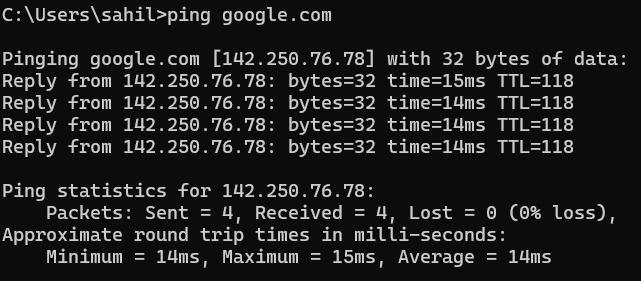 C:\Users\sahil>ping google.com
Pinging google.com [142.250.76.78] with 32 bytes of data:
Reply from 142.250.76.78: bytes=32 time=15ms TTL=118
Reply from 142.250.76.78: bytes=32 time=14ms TTL=118
Reply from 142.250.76.78: bytes=32 time=14ms TTL=118
Reply from 142.250.76.78: bytes=32 time=14ms TTL=118
Ping statistics for 142.250.76.78:
    Packets: Sent = 4, Received = 4, Lost = 0 (0% loss),
Approximate round trip times in milli-seconds:
    Minimum = 14ms, Maximum = 15ms, Average = 14ms